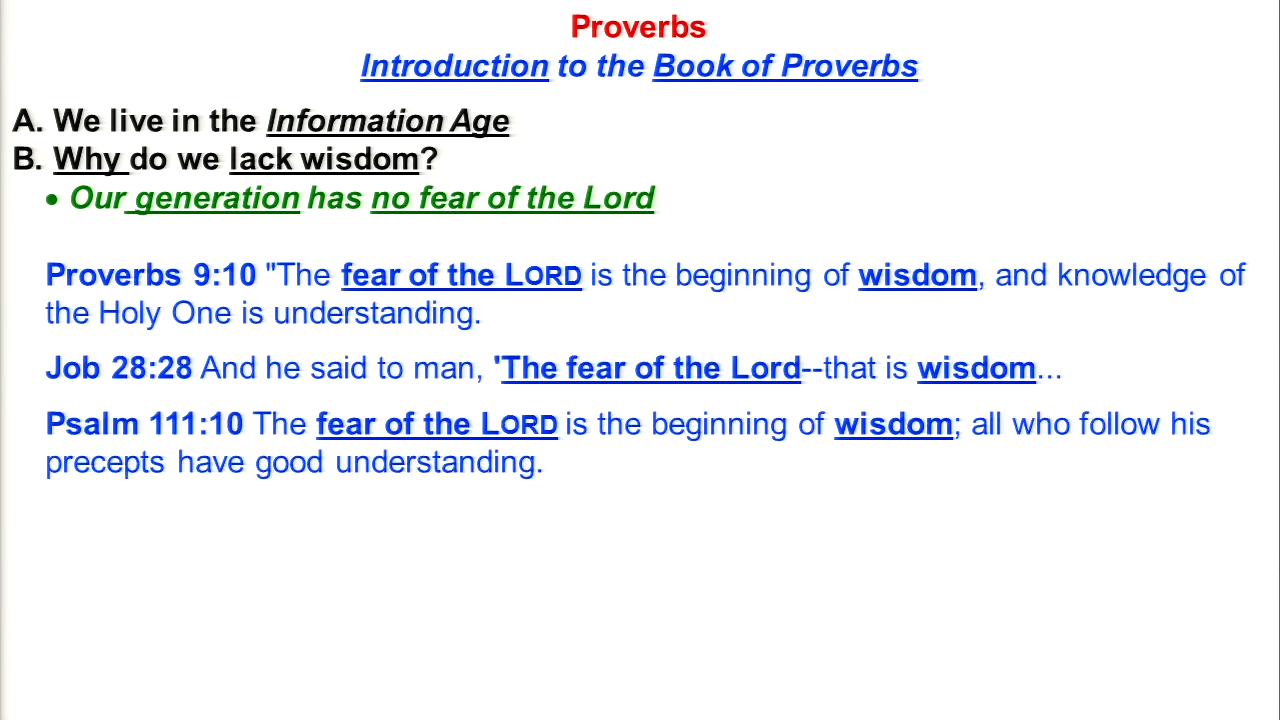 Proverbs
Introduction to the Book of Proverbs
A. We live in the Information Age
B. Why do we lack wisdom?
• Our generation has no fear of the Lord
Proverbs 9:10 "The fear of the LORD is the beginning of wisdom, and knowledge of
the Holy One is understanding.
Job 28:28 And he said to man, 'The fear of the Lord--that is wisdom...
Psalm 111:10 The fear of the LORD is the beginning of wisdom; all who follow his
precepts have good understanding.